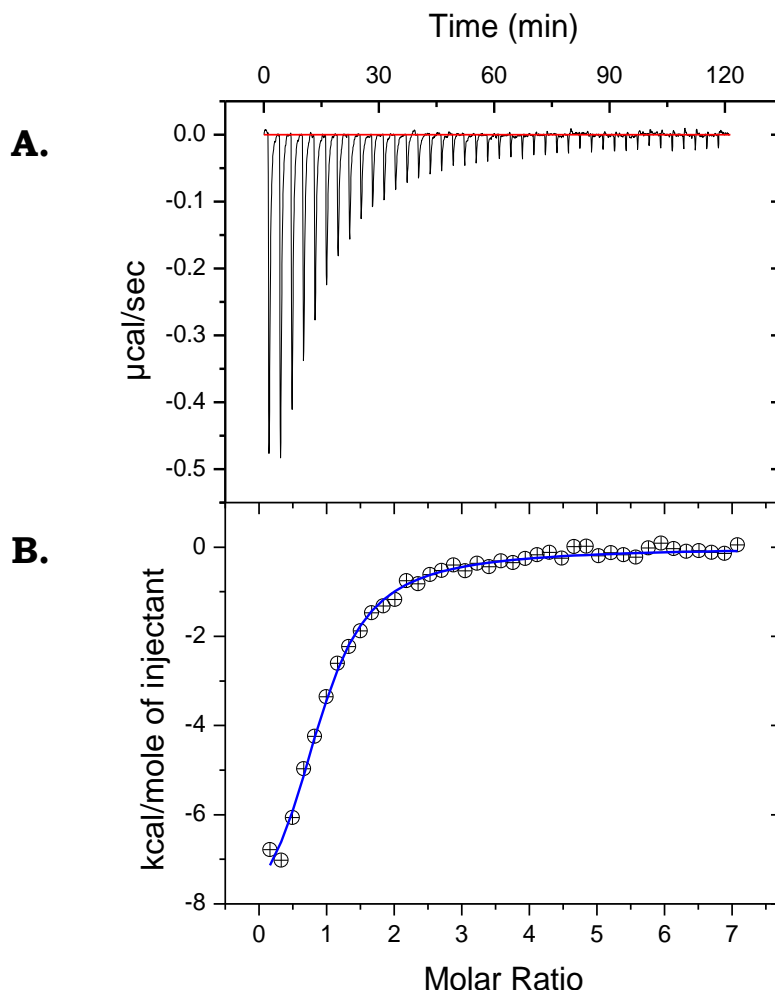 Time (min)
0 30 60 90 120
A.
0.0
-0.1
-0.2
-0.3
-0.4
-0.5
µcal/sec
B.
0
-2
-4
-6
-8
kcal/mole of injectant
0 1 2 3 4 5 6 7
Molar Ratio